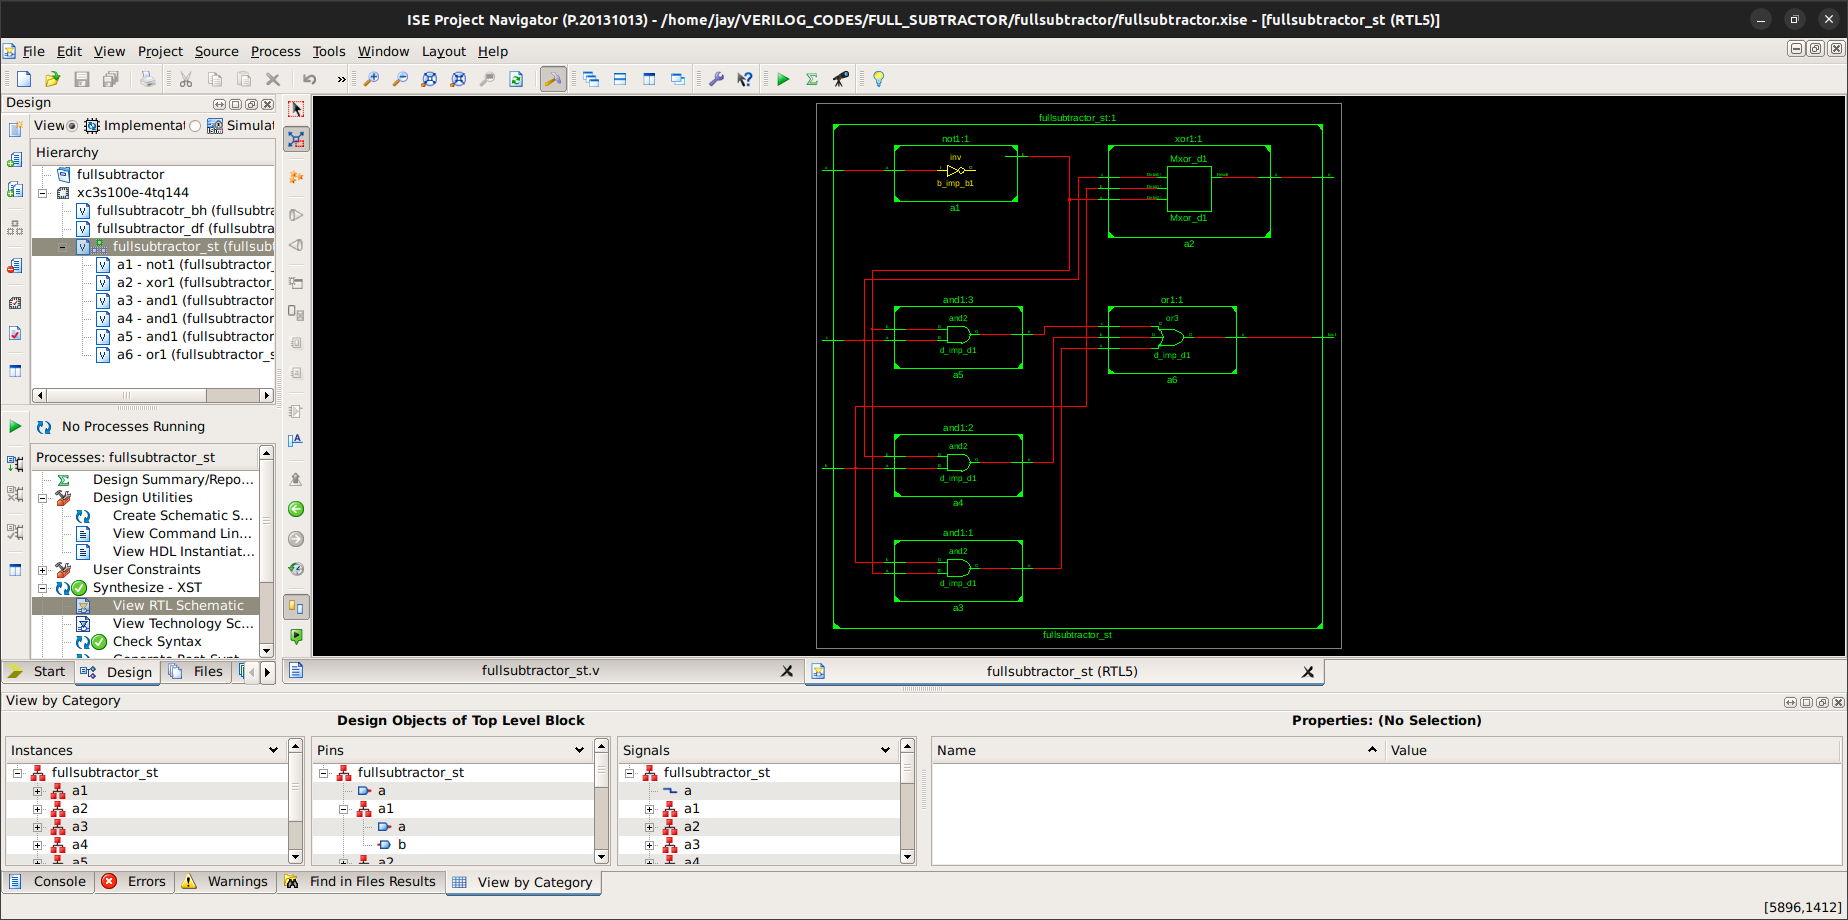 ISE Project Navigator (P.20131013) - /home/jay/VERILOG_CODES/FULL_SUBTRACTOR/fullsubtractor/fullsubtractor.xise - [fullsubtractor_st (RTL5)]
File Edit View Project Source Process Tools Window Layout Help
»
Design
View Implementat Simulat
Hierarchy
fullsubtractor
xc3s100e-4tq144
fullsubtracotr_bh (fullsubtra
fullsubtractor_df (fullsubtra
fullsubtractor_st (fullsubt
a1 - not1 (fullsubtractor_
a2 - xor1 (fullsubtractor_
a3 - and1 (fullsubtractor
a4 - and1 (fullsubtractor
a5 - and1 (fullsubtractor
a6 - or1 (fullsubtractor_s
No Processes Running
Processes: fullsubtractor_st
Design Summary/Repo...
Design Utilities
Create Schematic S...
View Command Lin...
View HDL Instantiat...
User Constraints
Synthesize - XST
View RTL Schematic
View Technology Sc...
Check Syntax
Start Design Files
fullsubtractor_st:1
not1:1
inv
b_imp_b1
a1
xor1:1
Mxor_d1
Mxor_d1
a2
and1:3
and2
d_imp_d1
a5
or1:1
or3
d_imp_d1
a6
and1:2
and2
d_imp_d1
a4
and1:1
and2
d_imp_d1
a3
fullsubtractor_st
fullsubtractor_st.v
fullsubtractor_st (RTL5)
View by Category
Design Objects of Top Level Block
Properties: (No Selection)
Instances
fullsubtractor_st
a1
a2
a3
a4
a5
Pins
fullsubtractor_st
a
a1
a
b
a2
Signals
fullsubtractor_st
a
a1
a2
a3
a4
Name Value
Console Errors Warnings Find in Files Results View by Category
[5896,1412]